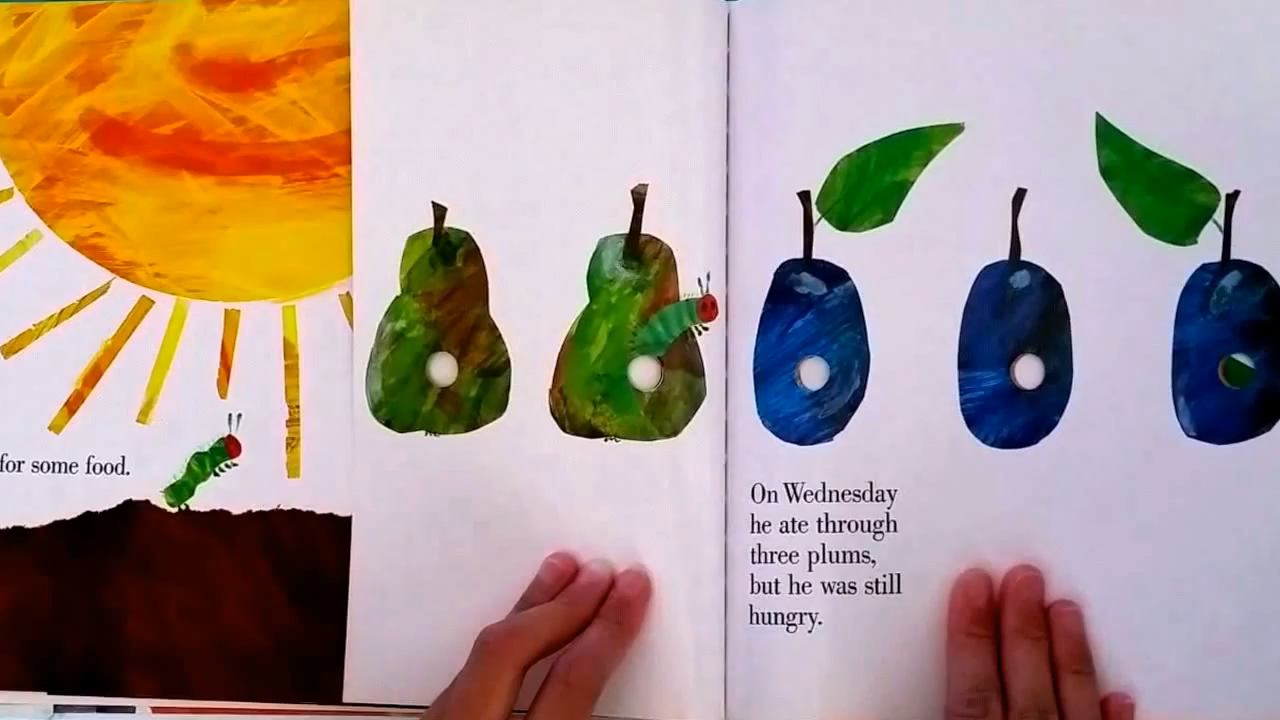 for some food.
On Wednesday
he ate through
three plums,
but he was still
hungry.